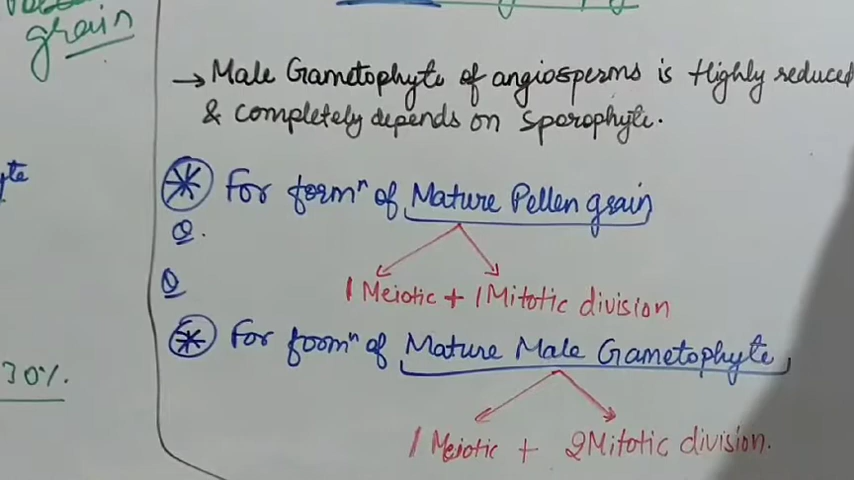 grain
→ Male Gametophyte of angiosperms is Highly reduced
& completely depends on Sporophyte.
yte
For formⁿ of Mature Pollen grain
Q.
1 Meiotic + 1 Mitotic division
Q
For formⁿ of Mature Male Gametophyte
30%.
1 Meiotic + 2 Mitotic division.